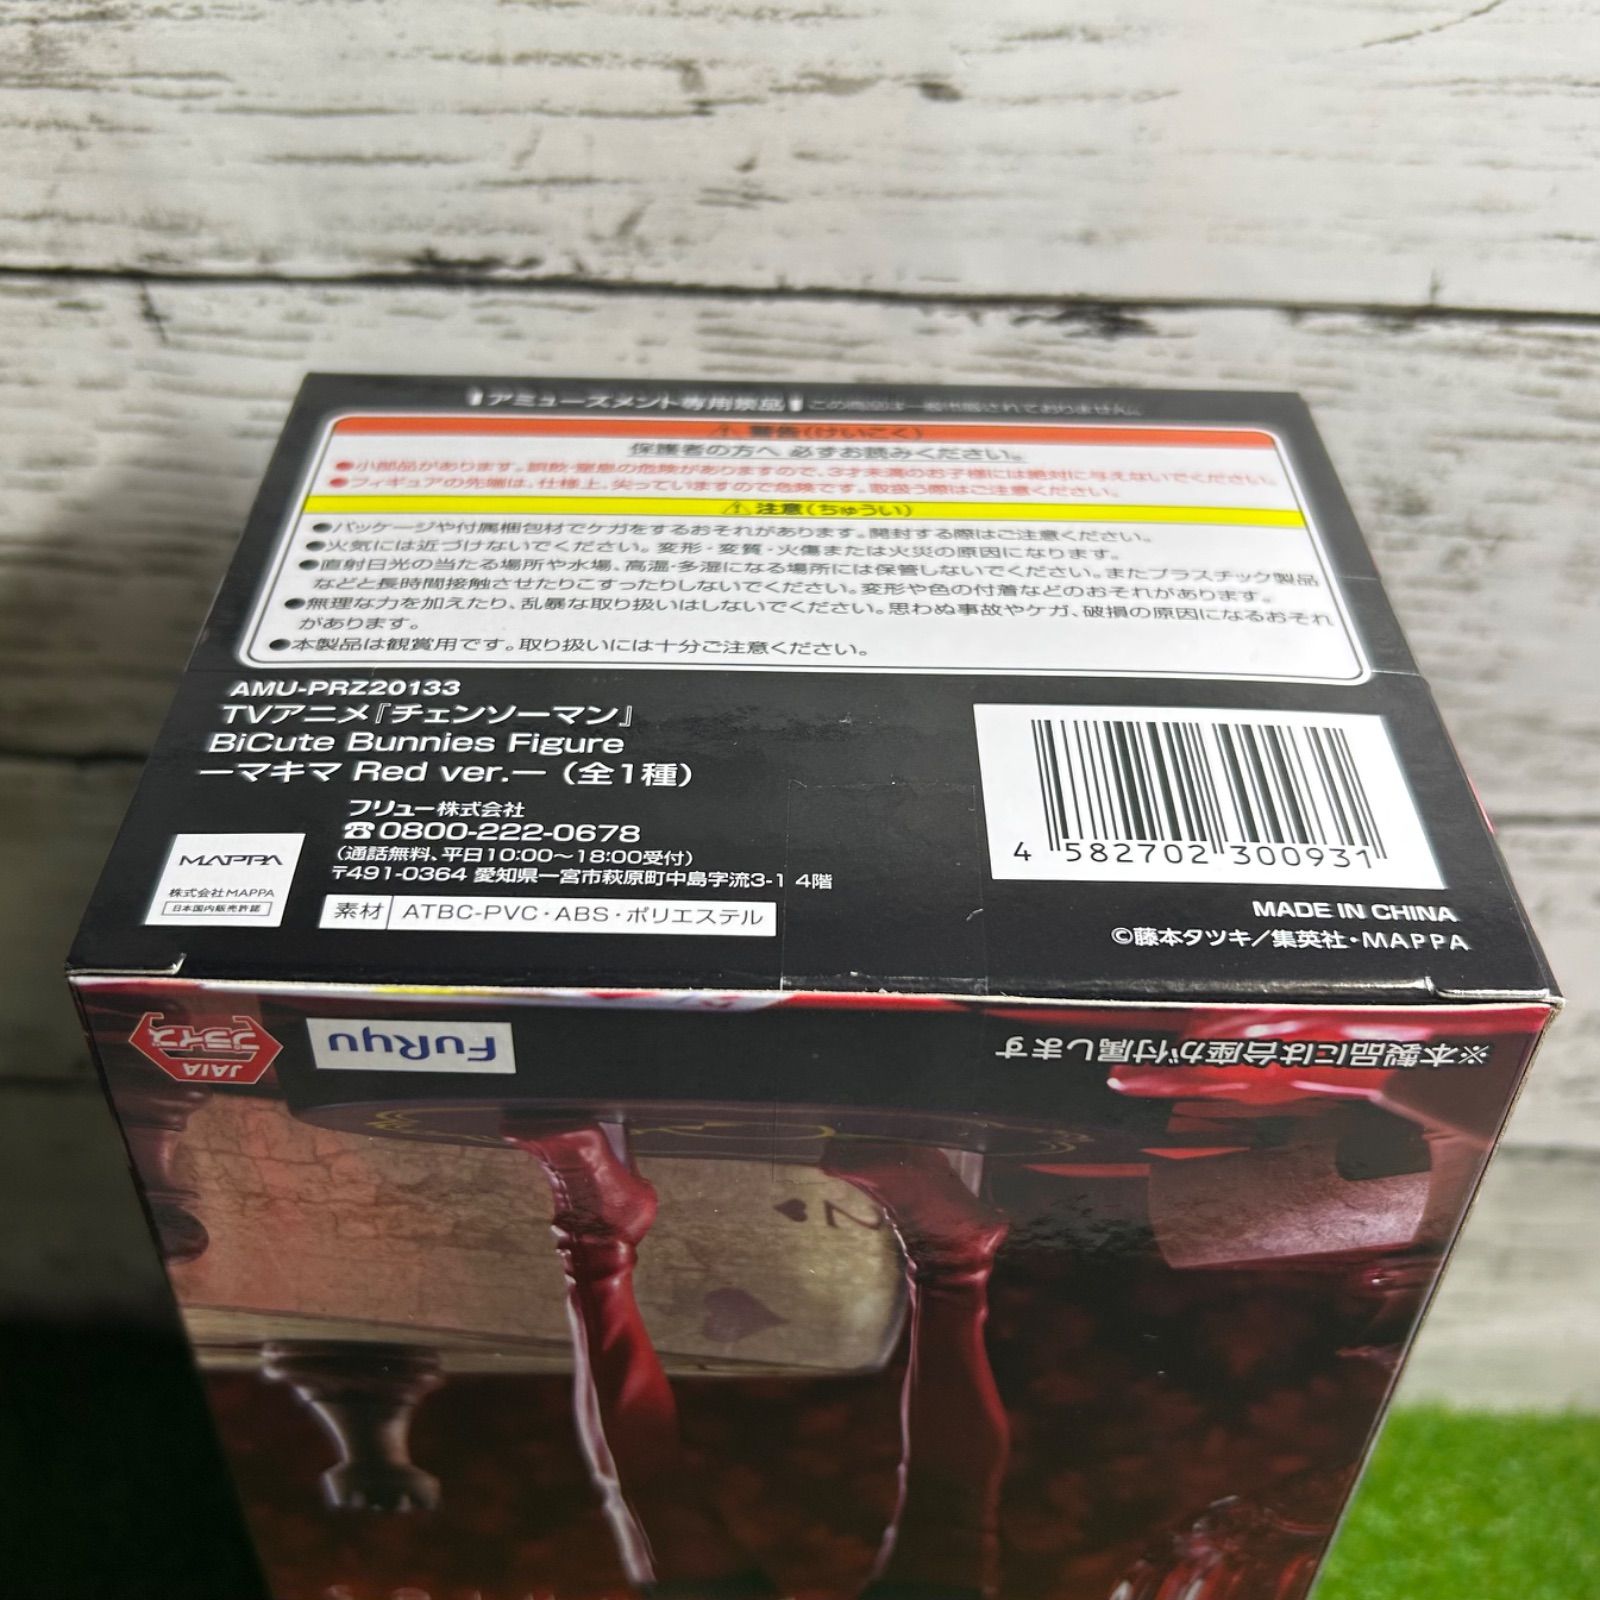 アミューズメント専用景品 この商品は一般市販されておりません。
警告(けいこく)
保護者の方へ 必ずお読みください。
●小部品があります。誤飲・窒息の危険がありますので、3才未満のお子様には絶対に与えないでください。
●フィギュアの先端は、仕様上、尖っていますので危険です。取扱う際はご注意ください。
注意(ちゅうい)
●パッケージや付属梱包材でケガをするおそれがあります。開封する際はご注意ください。
●火気には近づけないでください。変形・変質・火傷または火災の原因になります。
●直射日光の当たる場所や水場、高温・多湿になる場所には保管しないでください。またプラスチック製品
などと長時間接触させたりこすったりしないでください。変形や色の付着などのおそれがあります。
●無理な力を加えたり、乱暴な取り扱いはしないでください。思わぬ事故やケガ、破損の原因になるおそれ
があります。
●本製品は観賞用です。取り扱いには十分ご注意ください。
AMU-PRZ20133
TVアニメ『チェンソーマン』
BiCute Bunnies Figure
ーマキマ Red ver.ー (全1種)
フリュー株式会社
☎0800-222-0678
(通話無料、平日10:00〜18:00受付)
〒491-0364 愛知県一宮市萩原町中島字流3-1 4階
MAPPA
株式会社MAPPA
日本国内販売許諾
素材 ATBC-PVC・ABS・ポリエステル
4 582702 300931
MADE IN CHINA
©藤本タツキ/集英社・MAPPA
JAIA
プライズ
FuRyu
※本製品には台座が付属します
2